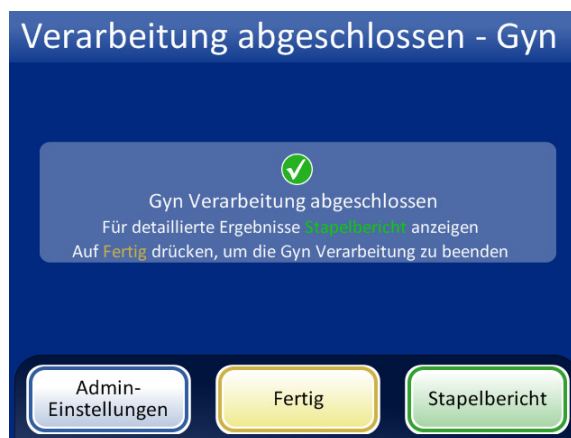 Verarbeitung abgeschlossen - Gyn
Gyn Verarbeitung abgeschlossen
Für detaillierte Ergebnisse Stapelbericht anzeigen
Auf Fertig drücken, um die Gyn Verarbeitung zu beenden
Admin-
Einstellungen
Fertig
Stapelbericht